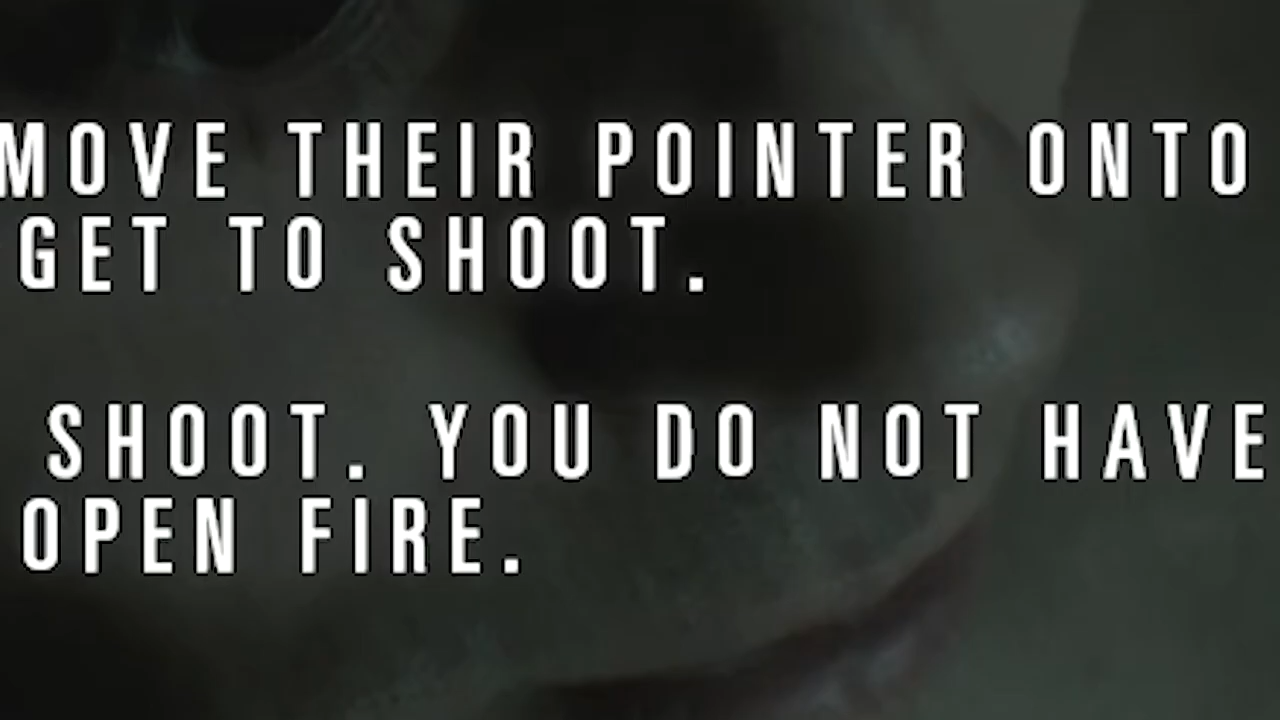 MOVE THEIR POINTER ONTO
GET TO SHOOT.
SHOOT. YOU DO NOT HAVE
OPEN FIRE.